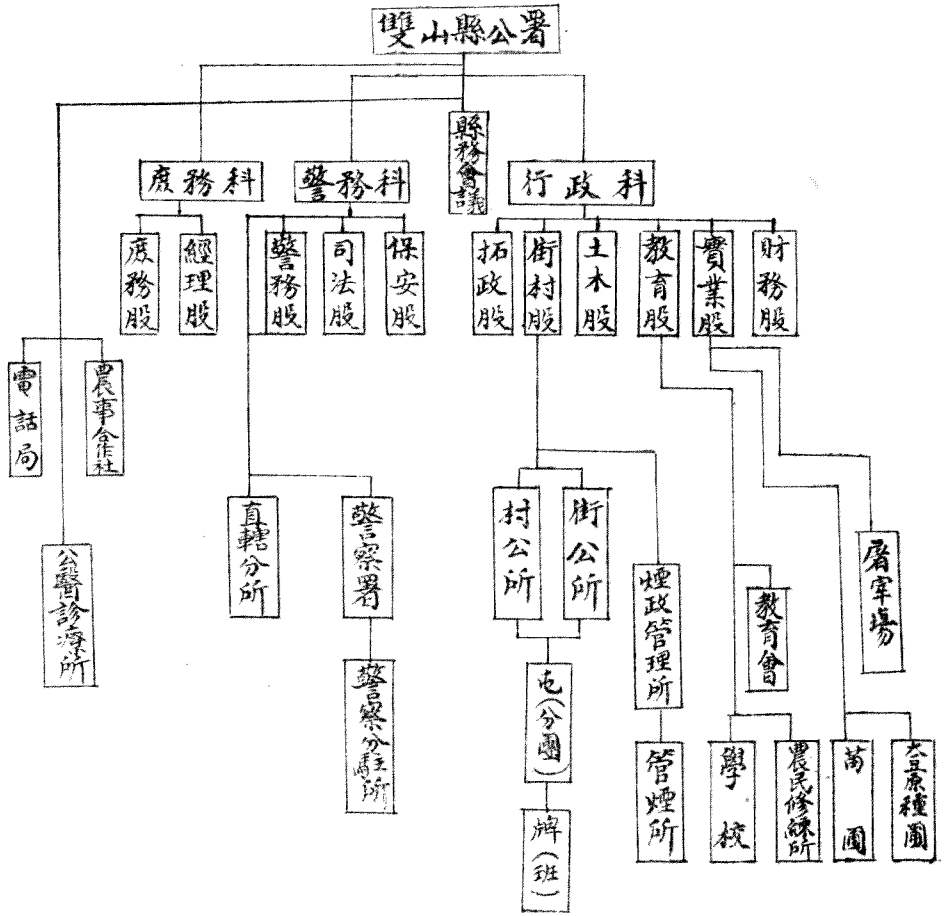 雙山縣公署
縣務會議
庶務科
警務科
行政科
庶務股
經理股
警務股
司法股
保安股
拓政股
街村股
土木股
教育股
實業股
財務股
電話局
農事合作社
公醫診療所
直轄分所
警察署
警察分駐所
村公所
街公所
屯(分團)
牌(班)
煙政管理所
管煙所
教育會
學校
農民修練所
屠宰場
苗圃
大豆原種圃